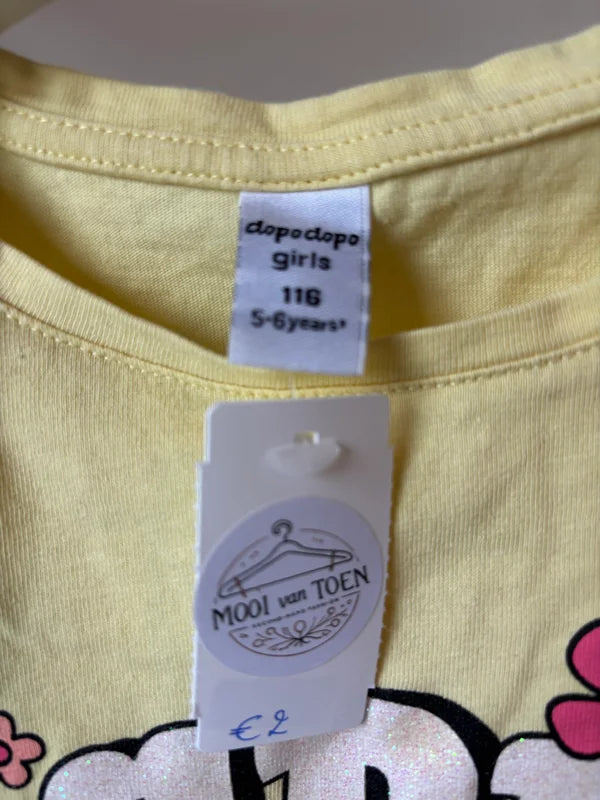 dopodopo
girls
116
5-6years*
MOOI van TOEN
SECOND-HAND FASHION
€2